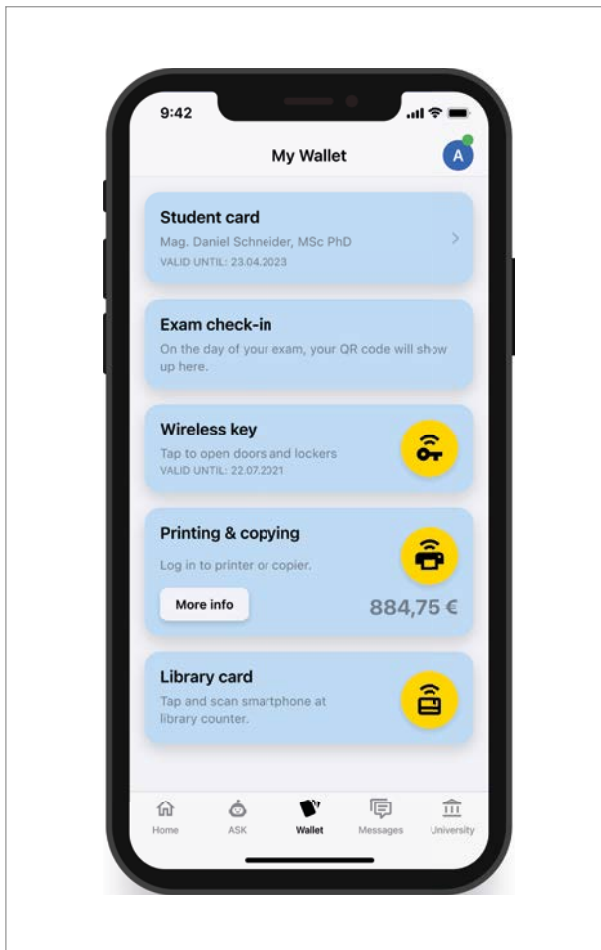 9:42
My Wallet
A
Student card
Mag. Daniel Schneider, MSc PhD
VALID UNTIL: 23.04.2023
Exam check-in
On the day of your exam, your QR code will show
up here.
Wireless key
Tap to open doors and lockers
VALID UNTIL: 22.07.2021
Printing & copying
Log in to printer or copier.
More info
884,75 €
Library card
Tap and scan smartphone at
library counter.
Home ASK Wallet Messages University